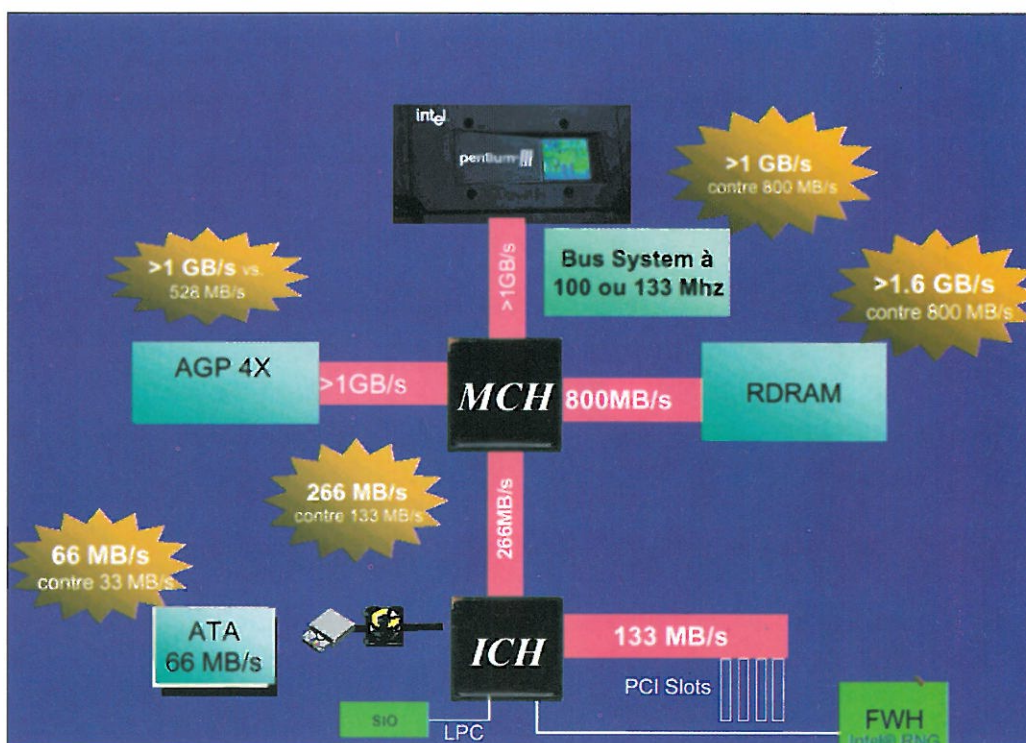 intel
pentium III
>1 GB/s
contre 800 MB/s
>1GB/s
Bus System à
100 ou 133 Mhz
>1 GB/s vs.
528 MB/s
>1.6 GB/s
contre 800 MB/s
AGP 4X
>1GB/s
MCH
800MB/s
RDRAM
266 MB/s
contre 133 MB/s
266MB/s
66 MB/s
contre 33 MB/s
ATA
66 MB/s
ICH
133 MB/s
PCI Slots
SIO
LPC
FWH
Intel® RNG